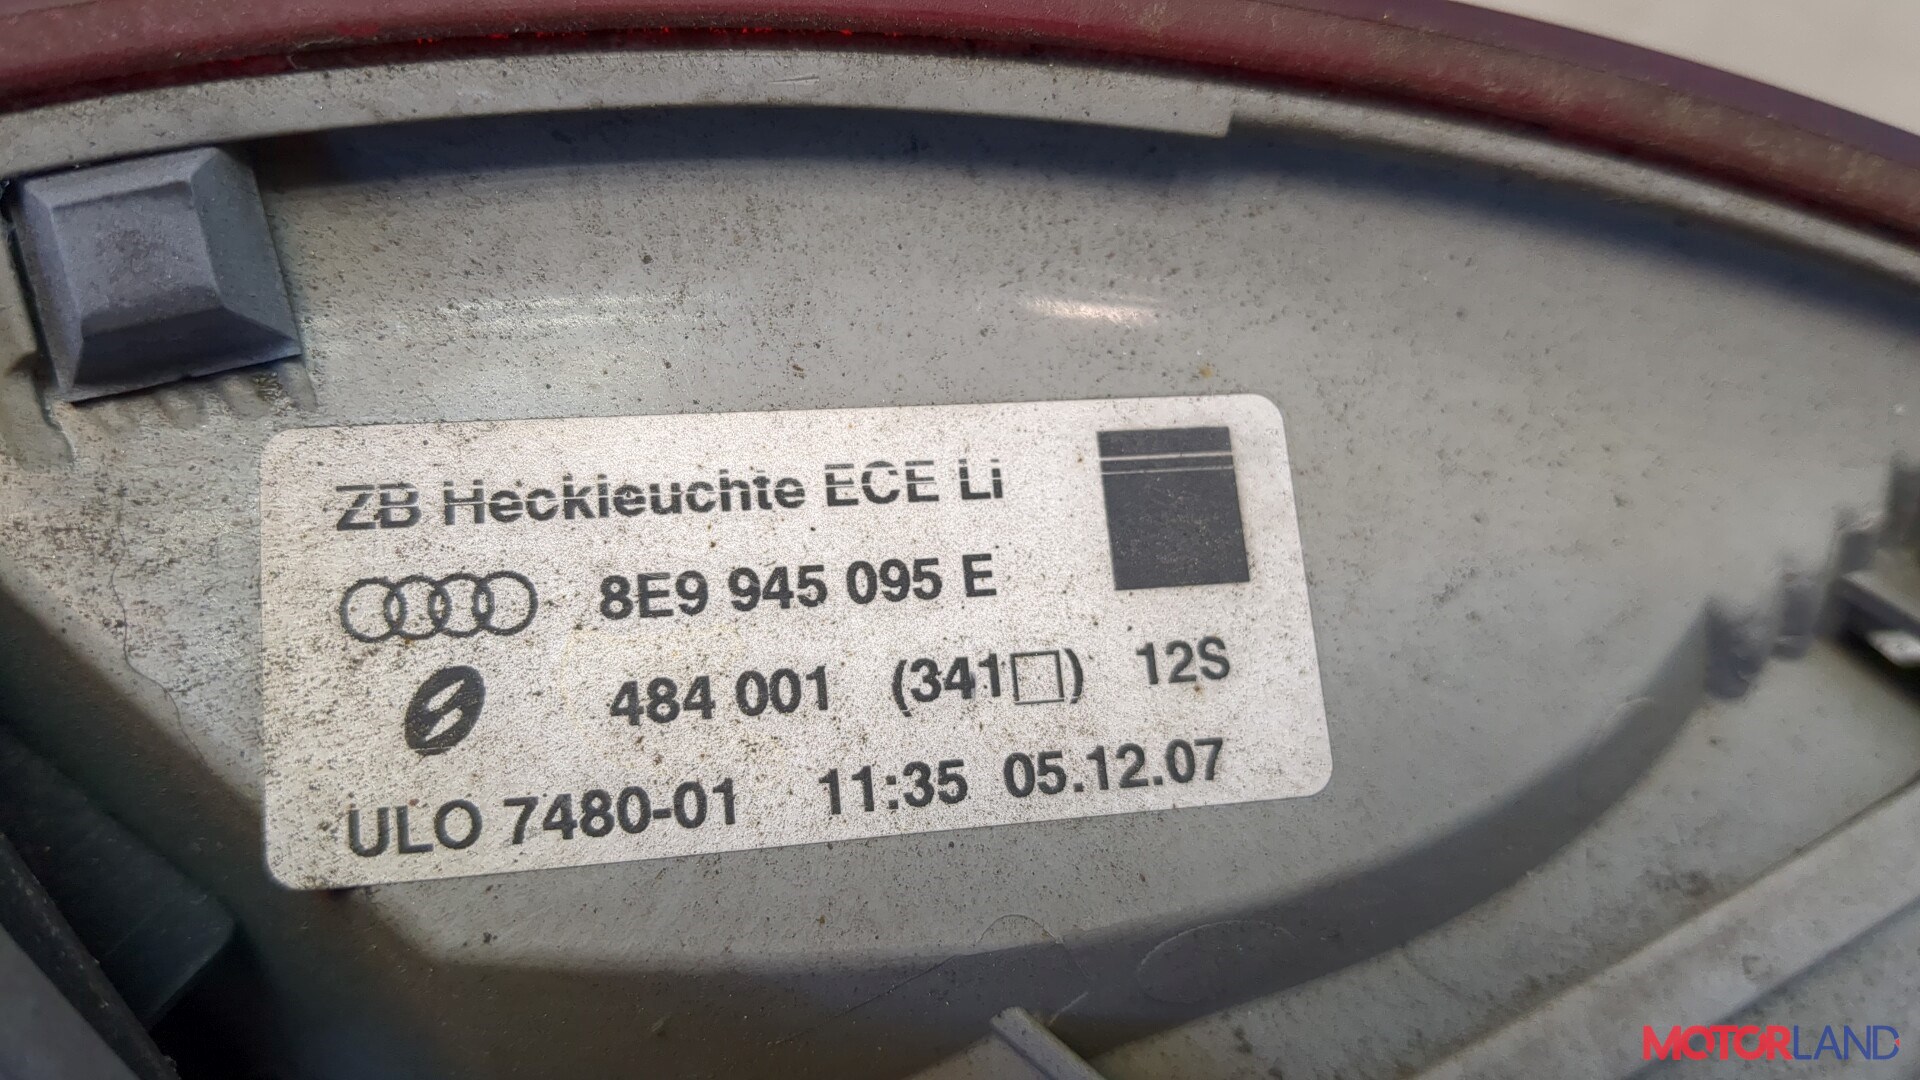 ZB Heckleuchte ECE Li
8E9 945 095 E
484 001 (341□) 12S
ULO 7480-01 11:35 05.12.07
MOTORLAND